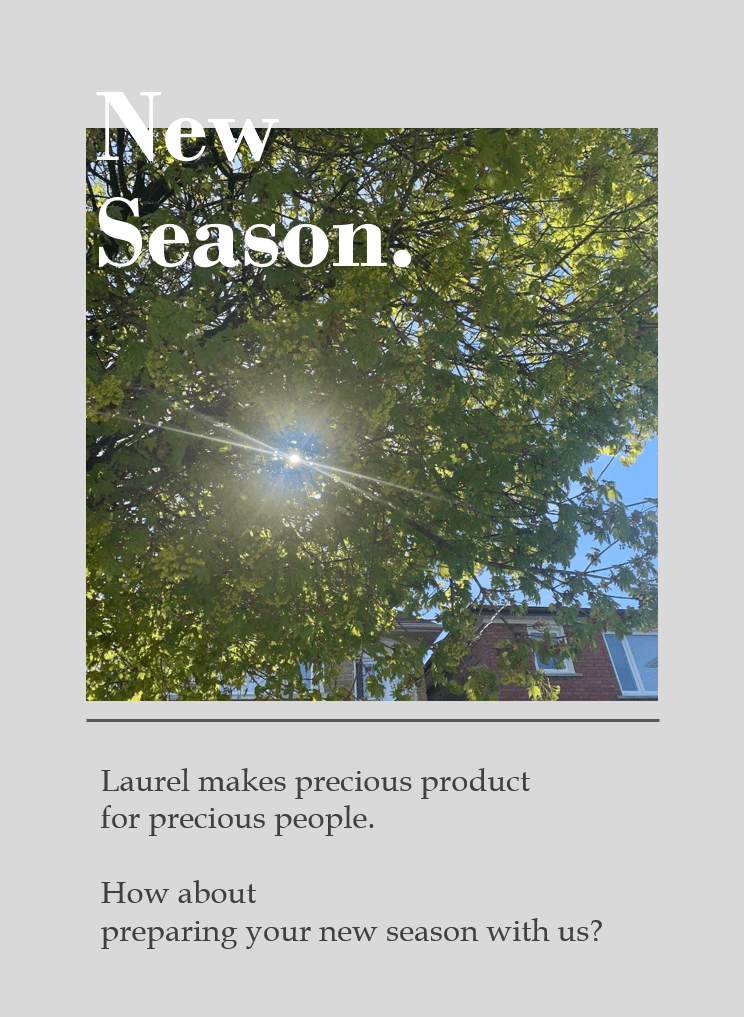 New
Season.
Laurel makes precious product
for precious people.
How about
preparing your new season with us?